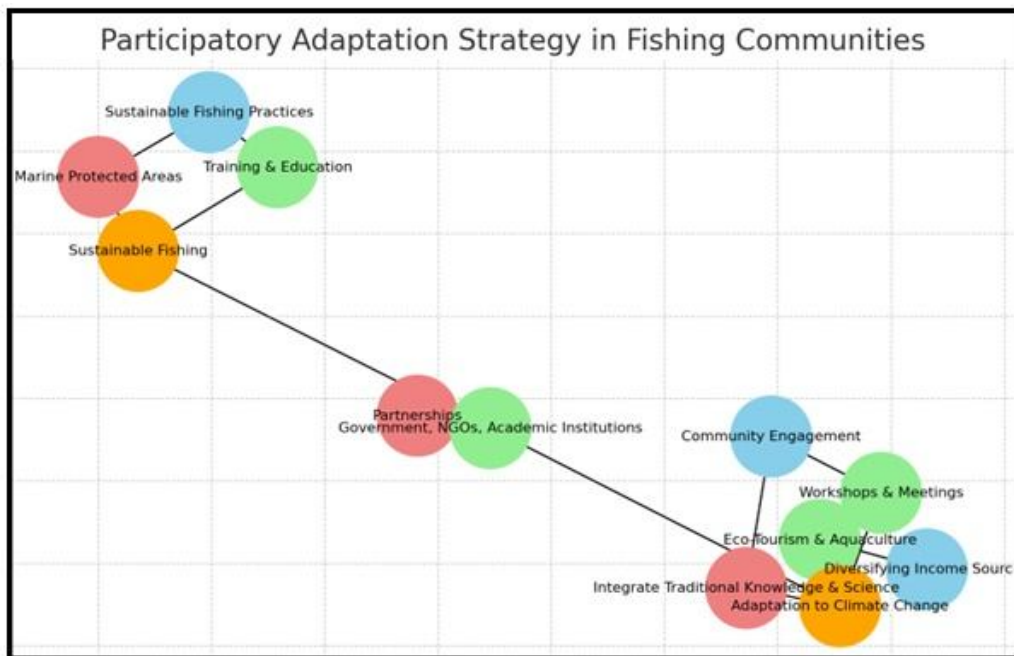 Participatory Adaptation Strategy in Fishing Communities
Sustainable Fishing Practices
Training & Education
Marine Protected Areas
Sustainable Fishing
Partnerships
Government, NGOs, Academic Institutions
Community Engagement
Workshops & Meetings
Eco-Tourism & Aquaculture
Diversifying Income Sourc
Integrate Traditional Knowledge & Science
Adaptation to Climate Change